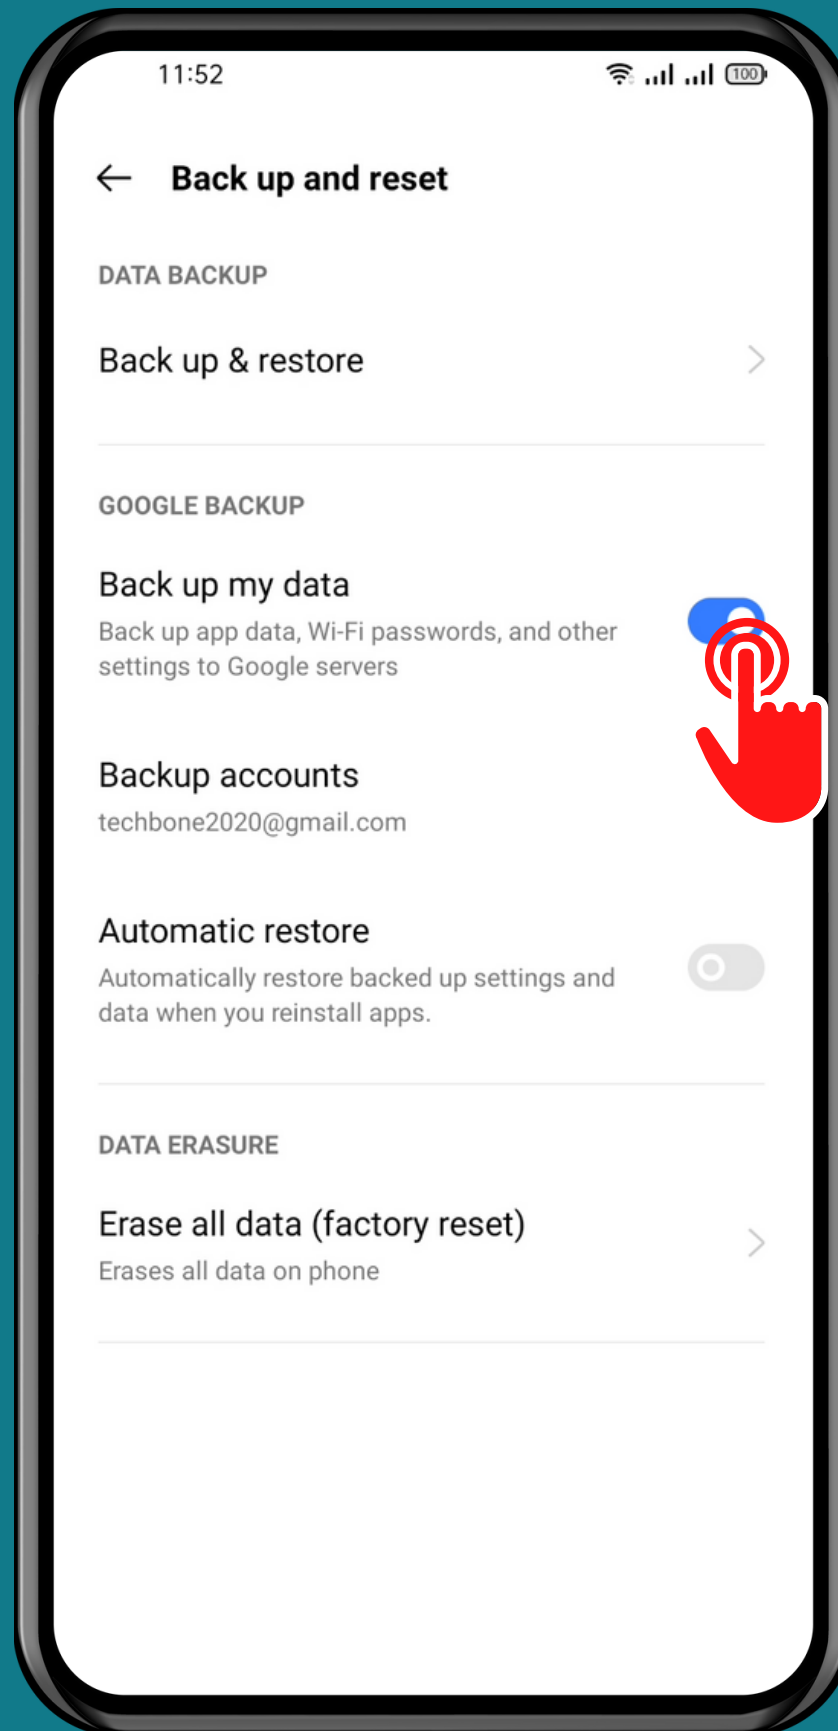 11:52
100
Back up and reset
DATA BACKUP
Back up & restore
GOOGLE BACKUP
Back up my data
Back up app data, Wi-Fi passwords, and other
settings to Google servers
Backup accounts
techbone2020@gmail.com
Automatic restore
Automatically restore backed up settings and
data when you reinstall apps.
DATA ERASURE
Erase all data (factory reset)
Erases all data on phone